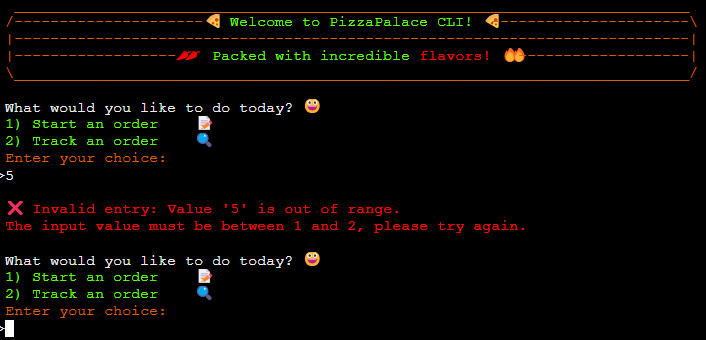 Welcome to PizzaPalace CLI!
Packed with incredible flavors!
What would you like to do today?
1) Start an order
2) Track an order
Enter your choice:
>5
Invalid entry: Value '5' is out of range.
The input value must be between 1 and 2, please try again.
What would you like to do today?
1) Start an order
2) Track an order
Enter your choice:
>